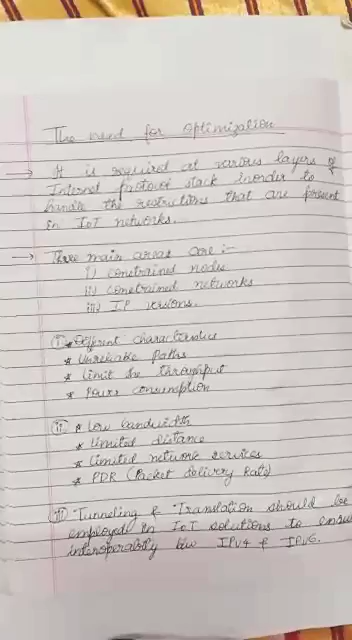 The need for optimization
→ It is required at various layers of
Internet protocol stack inorder to
handle the restrictions that are present
in IoT networks.
→ Three main areas are :-
i) constrained nodes
ii) constrained networks
iii) IP versions.
(i) * Different characteristics
* Unreliable paths
* Limit the throughput
* Power consumption
ii) * Low bandwidth
* Limited distance
* Limited network services
* PDR (Packet delivery Rate)
(iii) Tunneling & Translation should be
employed in IoT solutions to ensu
interoperability b/w IPv4 & IPv6.